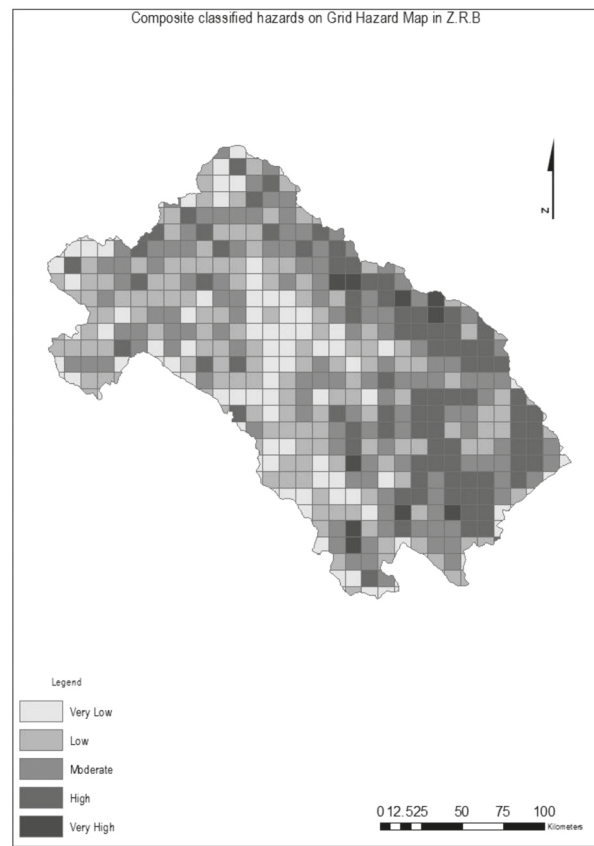 Composite classified hazards on Grid Hazard Map in Z.R.B
N
Legend
Very Low
Low
Moderate
High
Very High
0 12.525 50 75 100
Kilometers